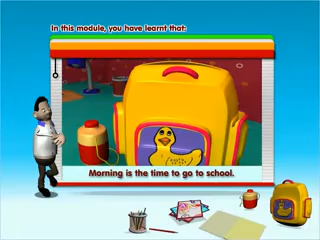 In this module, you have learnt that:
Morning is the time to go to school.